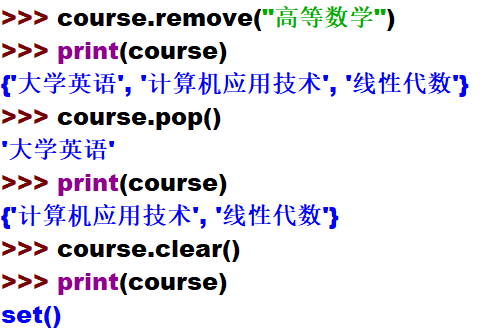 >>> course.remove("高等数学")
>>> print(course)
{'大学英语', '计算机应用技术', '线性代数'}
>>> course.pop()
'大学英语'
>>> print(course)
{'计算机应用技术', '线性代数'}
>>> course.clear()
>>> print(course)
set()